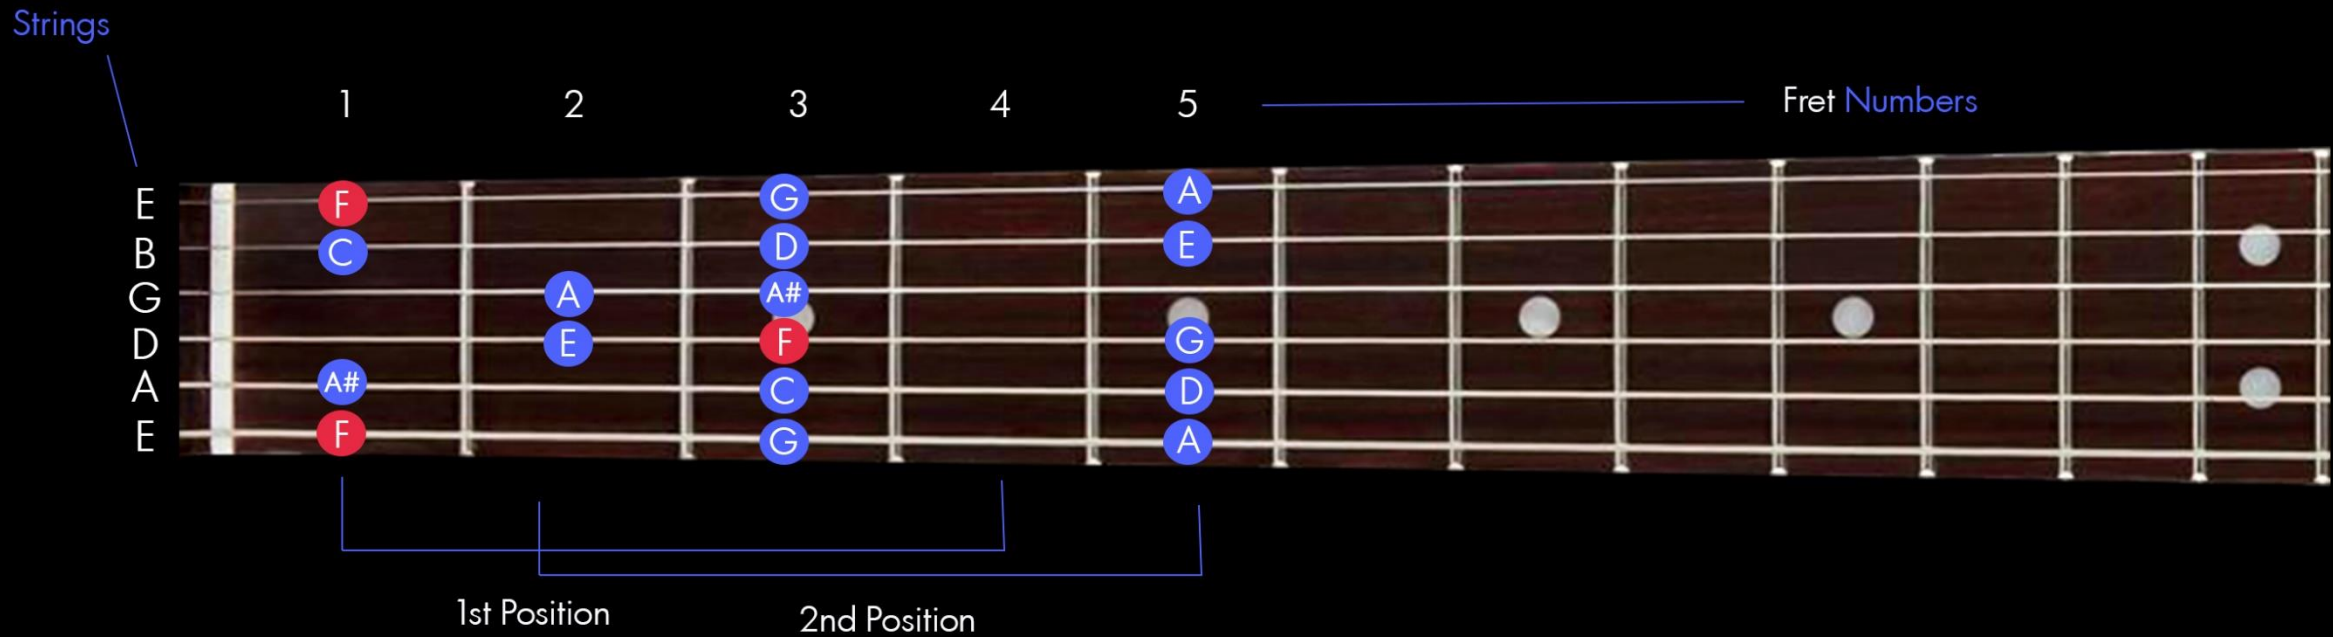 Strings
1 2 3 4 5 Fret Numbers
E F G A
B C D E
G A A#
D E F G
A A# C D
E F G A
1st Position
2nd Position